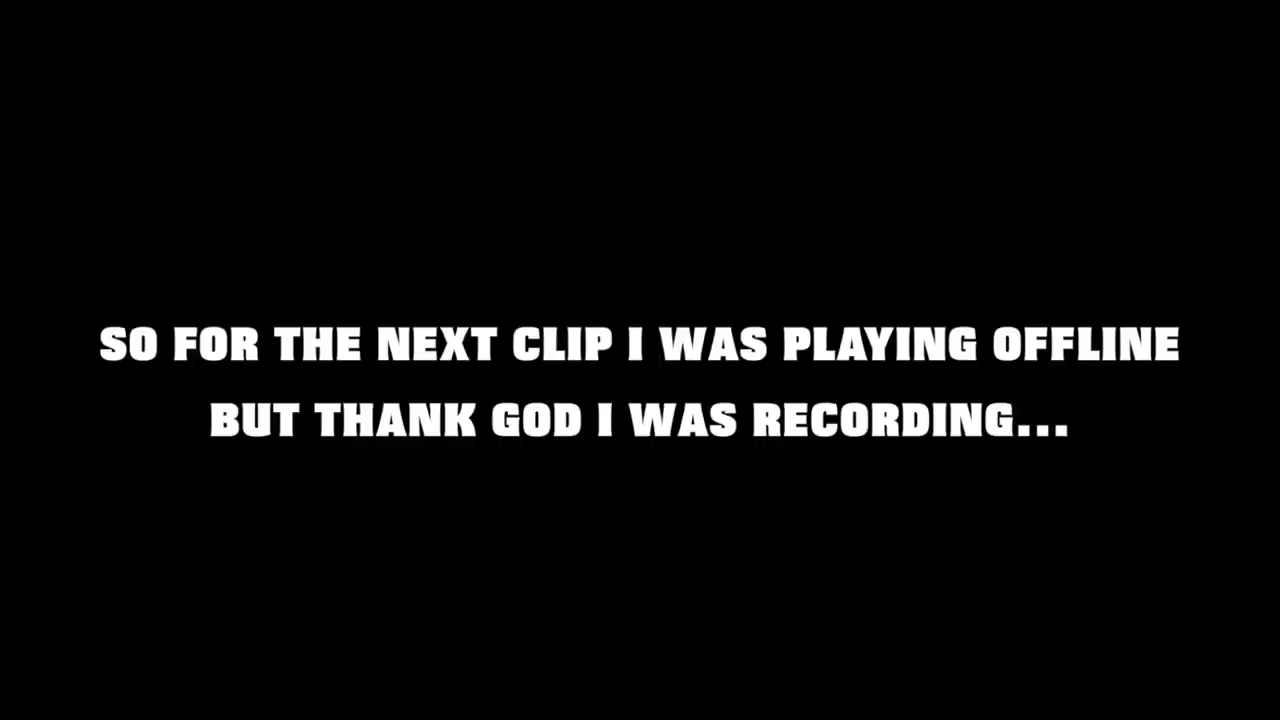 SO FOR THE NEXT CLIP I WAS PLAYING OFFLINE
BUT THANK GOD I WAS RECORDING...